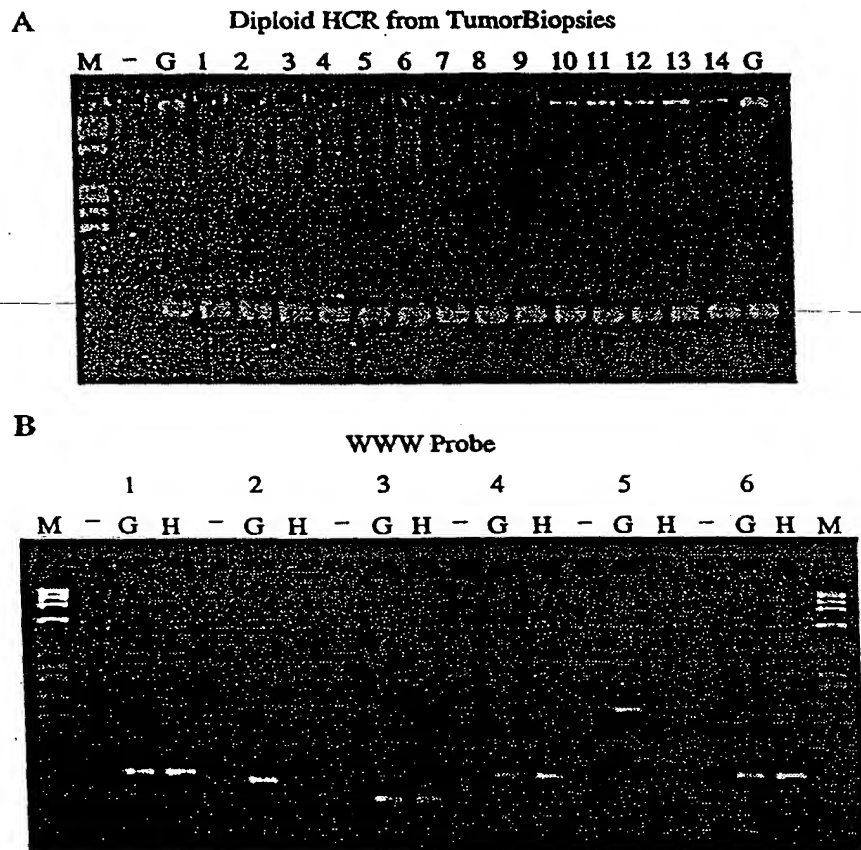 A
Diploid HCR from TumorBiopsies
M – G 1 2 3 4 5 6 7 8 9 10 11 12 13 14 G
B
WWW Probe
1 2 3 4 5 6
M – G H – G H – G H – G H – G H – G H M